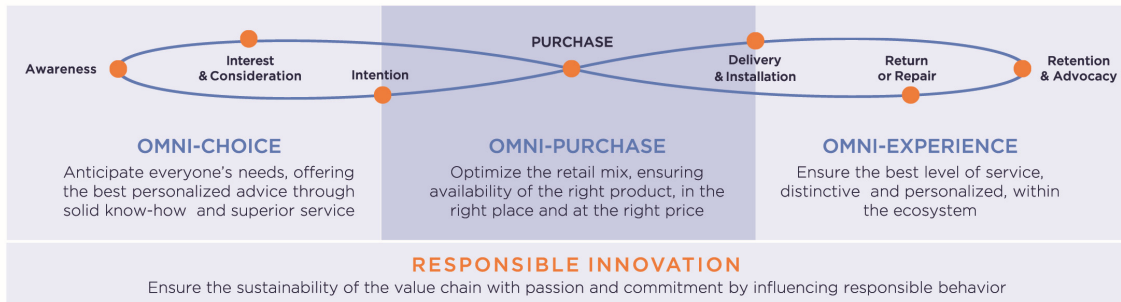 PURCHASE
Awareness
Interest
& Consideration
Intention
Delivery
& Installation
Return
or Repair
Retention
& Advocacy
OMNI-CHOICE
Anticipate everyone's needs, offering
the best personalized advice through
solid know-how and superior service
OMNI-PURCHASE
Optimize the retail mix, ensuring
availability of the right product, in the
right place and at the right price
OMNI-EXPERIENCE
Ensure the best level of service,
distinctive and personalized, within
the ecosystem
RESPONSIBLE INNOVATION
Ensure the sustainability of the value chain with passion and commitment by influencing responsible behavior